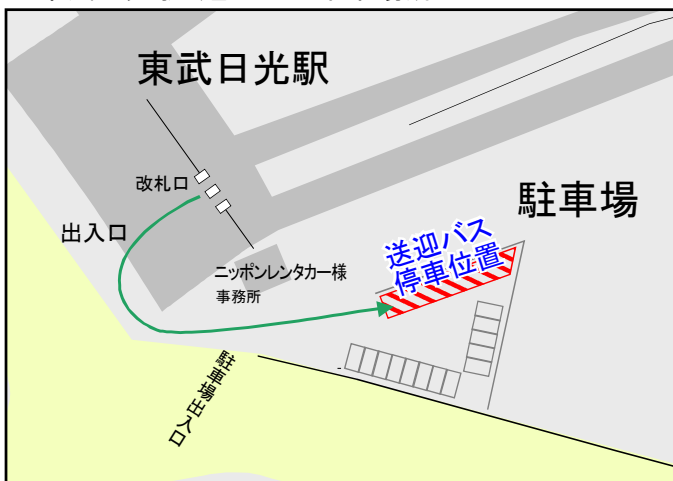 東武日光駅
改札口
出入口
駐車場
送迎バス
停車位置
ニッポンレンタカー様
事務所
駐車場出入口